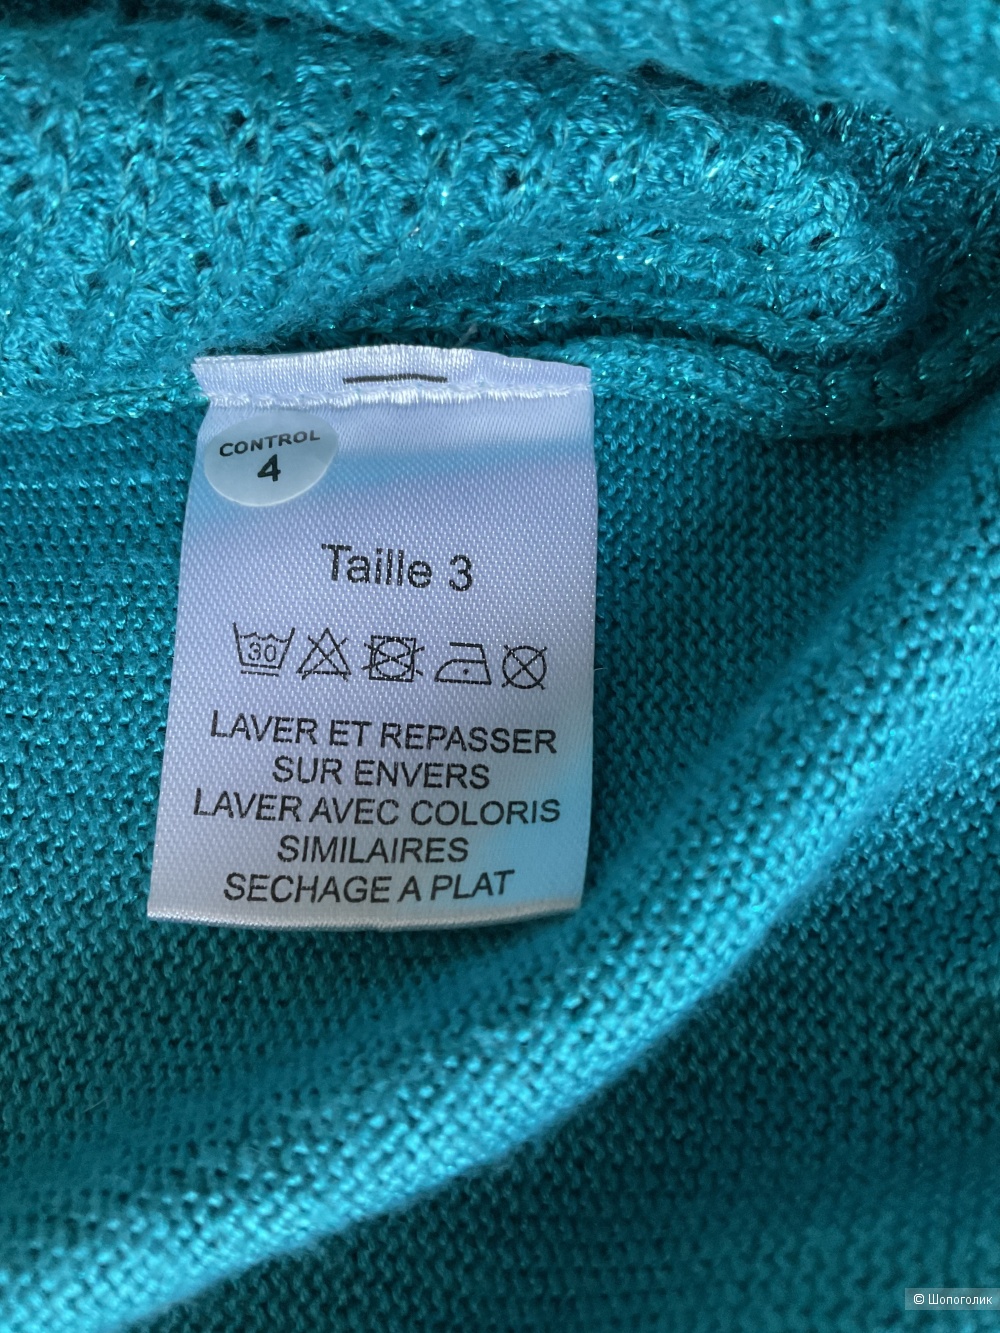 CONTROL
4
Taille 3
30
LAVER ET REPASSER
SUR ENVERS
LAVER AVEC COLORIS
SIMILAIRES
SECHAGE A PLAT
© Шопоголик